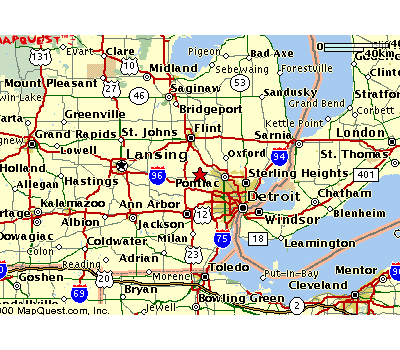 MAPQUEST
Evart Clare Pigeon Bad Axe
40km
131 10 Midland Sebewaing Forestville
Mount Pleasant 53 Clinton
27 Saginaw Sandusky Stratford
46 Bridgeport Grand Bend Corbett
Greenville Kettle Point
Grand Rapids St. Johns Flint Sarnia London
Lowell Lansing Oxford 94 St. Thomas
Holland 96 Sterling Heights 401
Allegan Hastings Pontiac Chatham
Kalamazoo Ann Arbor Detroit Blenheim
Albion 12 Windsor
Jackson
Dowagiac Milan 75 18
Coldwater 23 Leamington
Colon Adrian
Reading Toledo Put-In-Bay Mentor
Goshen 20 Morenci Cleveland 90
69 Bryan Bowling Green 2
Jewell
MapQuest.com, Inc.